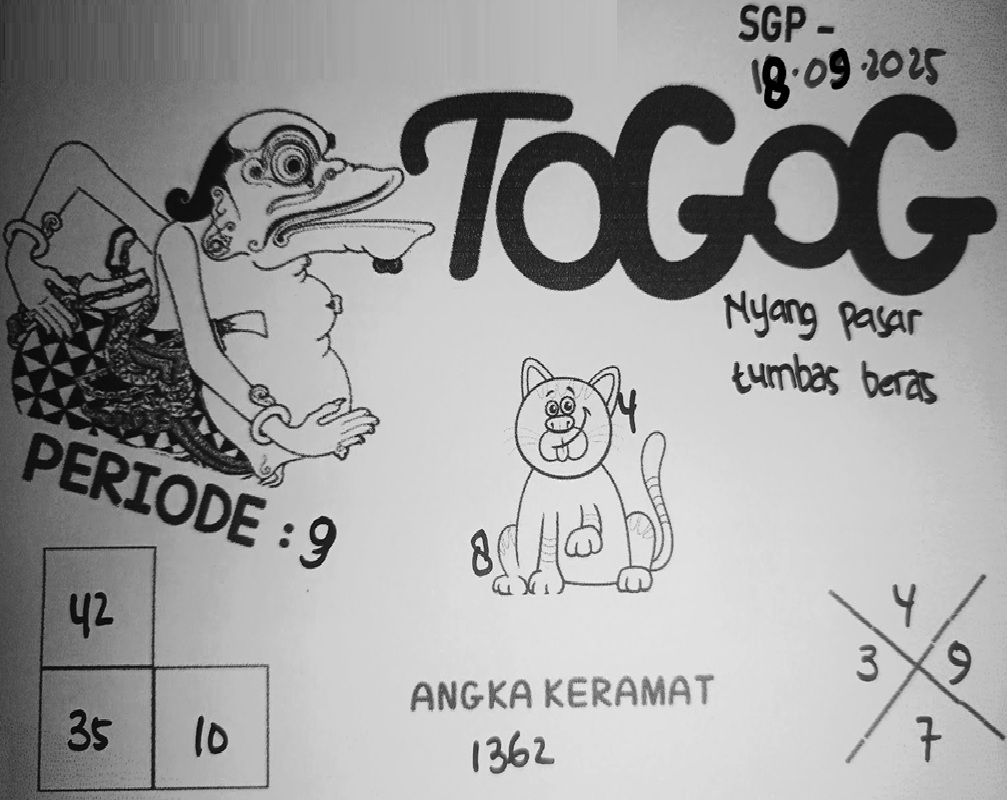 SGP -
18.09.2025
TOGOG
Nyang pasar
tumbas beras
4
8
PERIODE : 9
42
35 10
ANGKA KERAMAT
1362
4
3 9
7